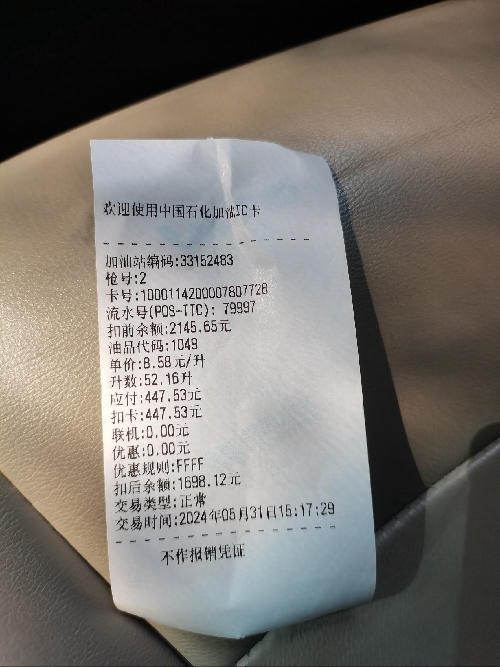 欢迎使用中国石化加油IC卡
加油站编码:33152483
枪号:2
卡号:1000114200007807728
流水号(POS-TTC): 79997
扣前余额:2145.65元
油品代码:1049
单价:8.58元/升
升数:52.16升
应付:447.53元
扣卡:447.53元
联机:0.00元
优惠:0.00元
优惠规则:FFFF
扣后余额:1698.12元
交易类型:正常
交易时间:2024年05月31日15:17:29
不作报销凭证